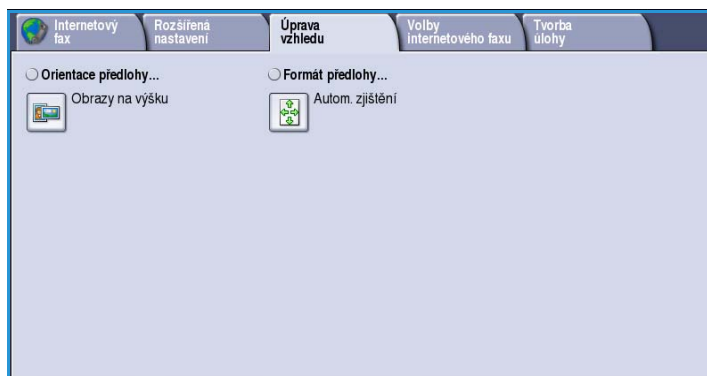 Internetový
fax
Rozšířená
nastavení
Úprava
vzhledu
Volby
internetového faxu
Tvorba
úlohy
Orientace předlohy...
Obrazy na výšku
Formát předlohy...
Autom. zjištění